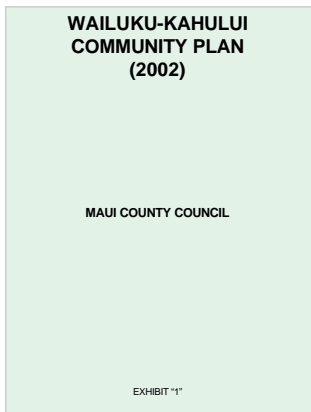 WAILUKU-KAHULUI
COMMUNITY PLAN
(2002)
MAUI COUNTY COUNCIL
EXHIBIT "1"